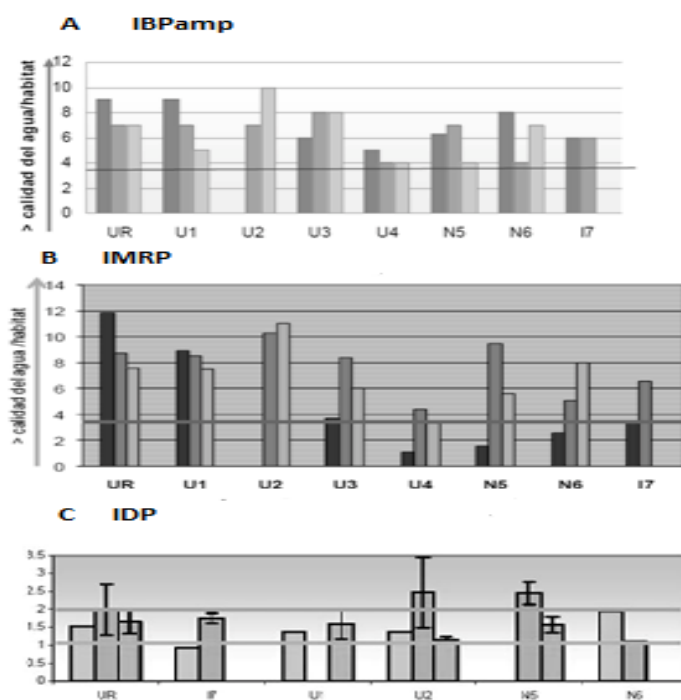 A IBPamp
> calidad del agua/habitat
12
10
8
6
4
2
0
UR U1 U2 U3 U4 N5 N6 I7
B IMRP
> calidad del agua/habitat
14
12
10
8
6
4
2
0
UR U1 U2 U3 U4 N5 N6 I7
C IDP
3.5
3
2.5
2
1.5
1
0.5
0
UR I7 U1 U2 N5 N6